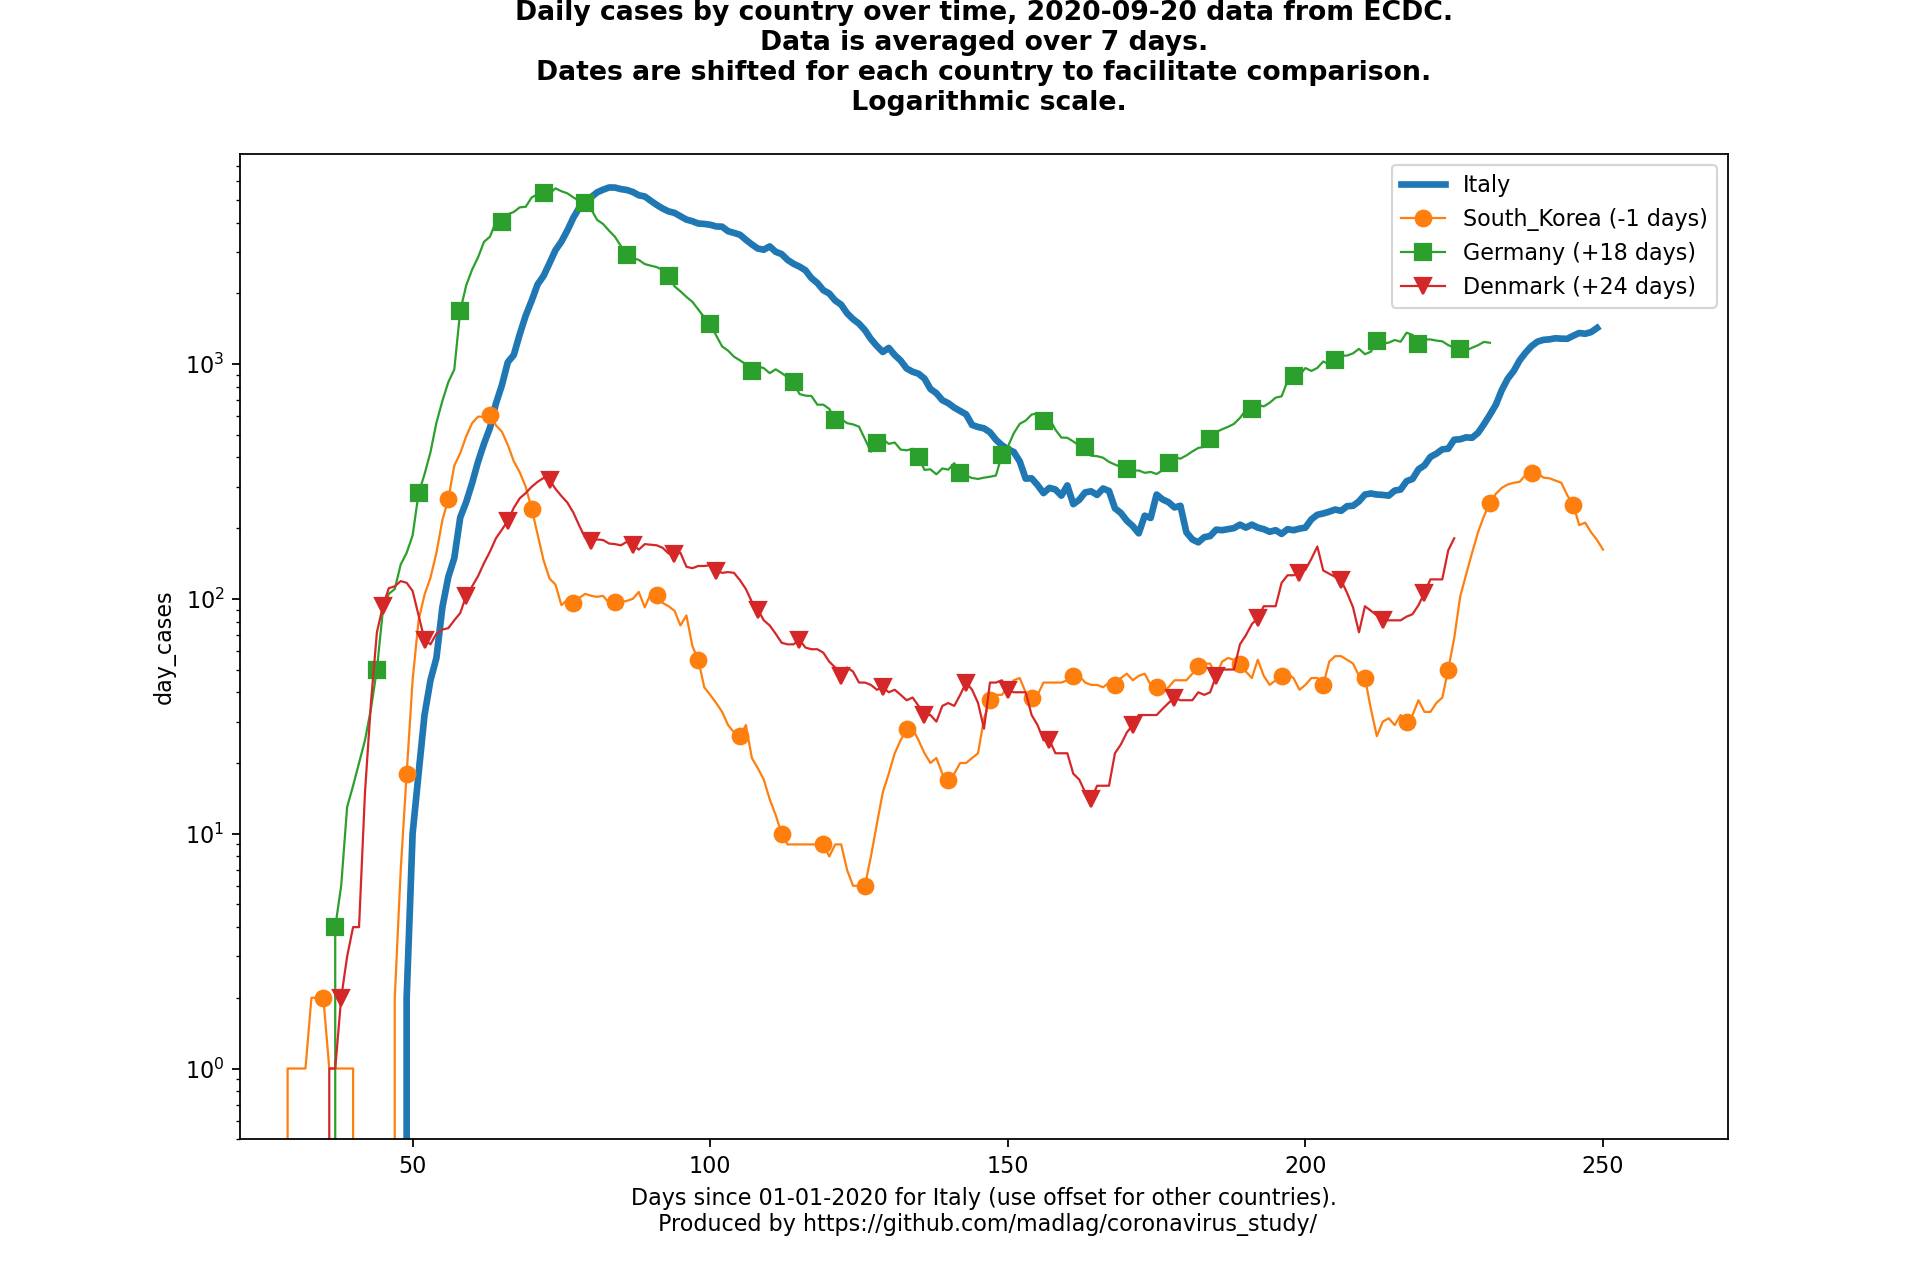 Daily cases by country over time, 2020-09-20 data from ECDC.
Data is averaged over 7 days.
Dates are shifted for each country to facilitate comparison.
Logarithmic scale.
Italy
South_Korea (-1 days)
Germany (+18 days)
Denmark (+24 days)
day_cases
10³
10²
10¹
10⁰
50 100 150 200 250
Days since 01-01-2020 for Italy (use offset for other countries).
Produced by https://github.com/madlag/coronavirus_study/